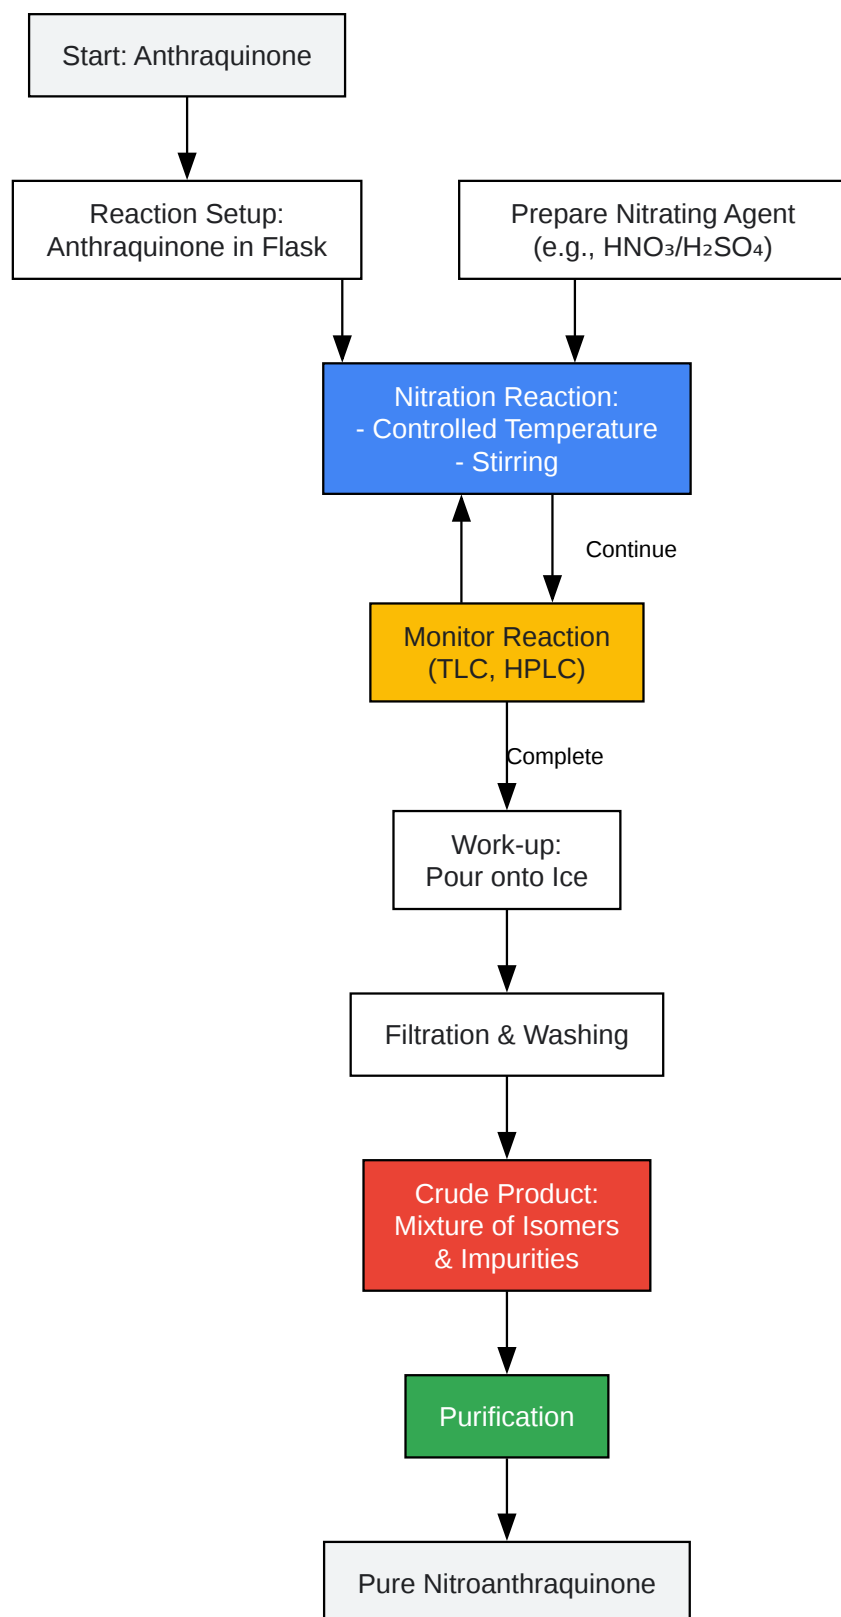 Start: Anthraquinone
Reaction Setup:
Anthraquinone in Flask
Prepare Nitrating Agent
(e.g., HNO₃/H₂SO₄)
Nitration Reaction:
- Controlled Temperature
- Stirring
Continue
Monitor Reaction
(TLC, HPLC)
Complete
Work-up:
Pour onto Ice
Filtration & Washing
Crude Product:
Mixture of Isomers
& Impurities
Purification
Pure Nitroanthraquinone